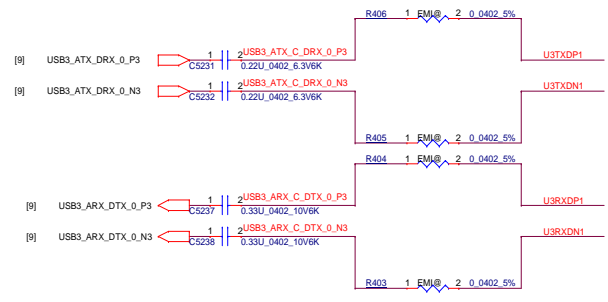 R406 1 EMI@ 2 0_0402_5%
[9] USB3_ATX_DRX_0_P3 1 2 USB3_ATX_C_DRX_0_P3 U3TXDP1
C5231 0.22U_0402_6.3V6K
[9] USB3_ATX_DRX_0_N3 1 2 USB3_ATX_C_DRX_0_N3 U3TXDN1
C5232 0.22U_0402_6.3V6K
R405 1 EMI@ 2 0_0402_5%
R404 1 EMI@ 2 0_0402_5%
[9] USB3_ARX_DTX_0_P3 1 2 USB3_ARX_C_DTX_0_P3 U3RXDP1
C5237 0.33U_0402_10V6K
[9] USB3_ARX_DTX_0_N3 1 2 USB3_ARX_C_DTX_0_N3 U3RXDN1
C5238 0.33U_0402_10V6K
R403 1 EMI@ 2 0_0402_5%